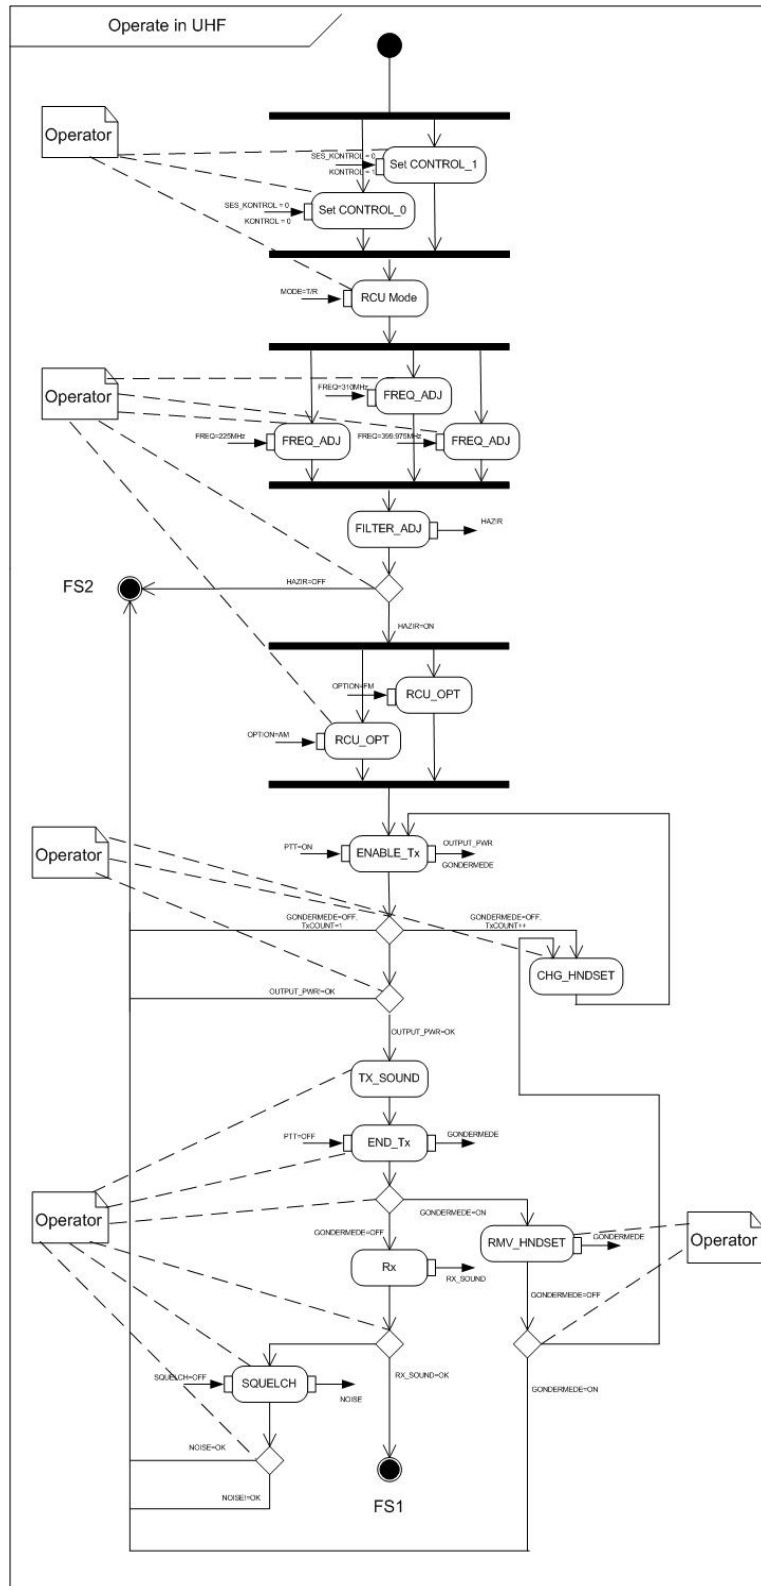 Operate in UHF
Operator
SES_KONTROL = 0
KONTROL = 1
Set CONTROL_1
SES_KONTROL = 0
KONTROL = 0
Set CONTROL_0
MODE=T/R
RCU Mode
Operator
FREQ=310MHz
FREQ_ADJ
FREQ=225MHz
FREQ_ADJ
FREQ=399.975MHz
FREQ_ADJ
FILTER_ADJ
HAZIR
FS2
HAZIR=OFF
HAZIR=ON
OPTION=FM
RCU_OPT
OPTION=AM
RCU_OPT
Operator
PTT=ON
ENABLE_Tx
OUTPUT_PWR
GONDERMEDE
GONDERMEDE=OFF,
TxCOUNT=1
GONDERMEDE=OFF,
TxCOUNT++
CHG_HNDSET
OUTPUT_PWR!=OK
OUTPUT_PWR=OK
TX_SOUND
PTT=OFF
END_Tx
GONDERMEDE
Operator
GONDERMEDE=ON
GONDERMEDE=OFF
RMV_HNDSET
GONDERMEDE
Operator
Rx
RX_SOUND
GONDERMEDE=OFF
SQUELCH=OFF
SQUELCH
NOISE
RX_SOUND=OK
GONDERMEDE=ON
NOISE=OK
NOISE!=OK
FS1